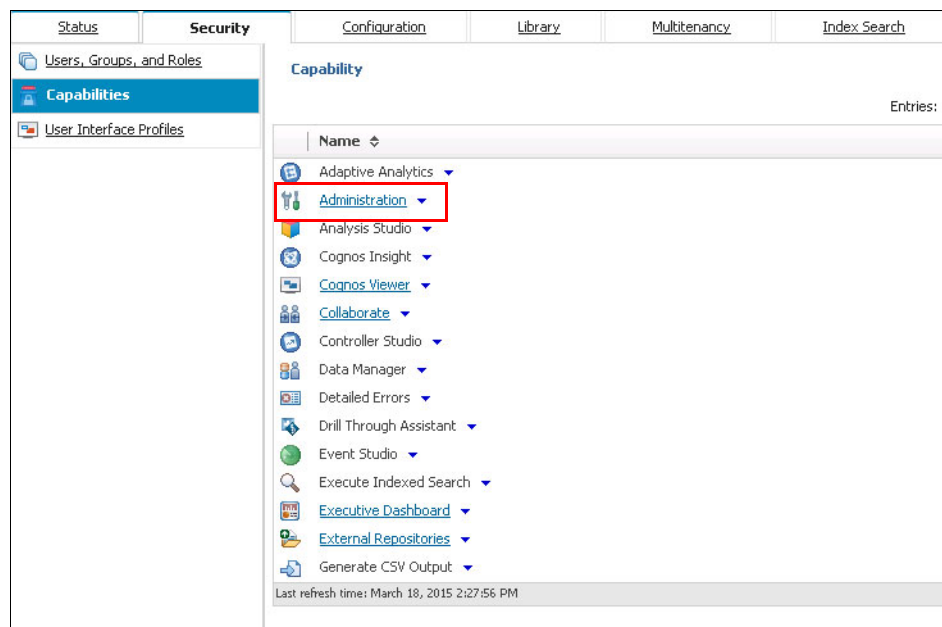 Status Security Configuration Library Multitenancy Index Search
Users, Groups, and Roles
Capabilities
User Interface Profiles
Capability
Entries:
Name
Adaptive Analytics
Administration
Analysis Studio
Cognos Insight
Cognos Viewer
Collaborate
Controller Studio
Data Manager
Detailed Errors
Drill Through Assistant
Event Studio
Execute Indexed Search
Executive Dashboard
External Repositories
Generate CSV Output
Last refresh time: March 18, 2015 2:27:56 PM